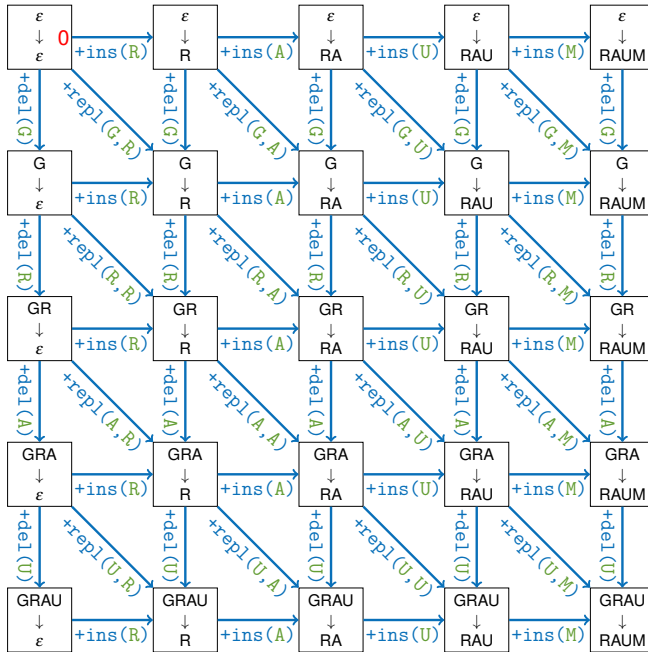 ε ε ε ε ε
↓ 0 +ins(R) ↓ +ins(A) ↓ +ins(U) ↓ +ins(M) ↓
ε R RA RAU RAUM
+del(G) +repl(G,R) +del(G) +repl(G,A) +del(G) +repl(G,U) +del(G) +repl(G,M) +del(G)
G G G G G
↓ +ins(R) ↓ +ins(A) ↓ +ins(U) ↓ +ins(M) ↓
ε R RA RAU RAUM
+del(R) +repl(R,R) +del(R) +repl(R,A) +del(R) +repl(R,U) +del(R) +repl(R,M) +del(R)
GR GR GR GR GR
↓ +ins(R) ↓ +ins(A) ↓ +ins(U) ↓ +ins(M) ↓
ε R RA RAU RAUM
+del(A) +repl(A,R) +del(A) +repl(A,A) +del(A) +repl(A,U) +del(A) +repl(A,M) +del(A)
GRA GRA GRA GRA GRA
↓ +ins(R) ↓ +ins(A) ↓ +ins(U) ↓ +ins(M) ↓
ε R RA RAU RAUM
+del(U) +repl(U,R) +del(U) +repl(U,A) +del(U) +repl(U,U) +del(U) +repl(U,M) +del(U)
GRAU GRAU GRAU GRAU GRAU
↓ +ins(R) ↓ +ins(A) ↓ +ins(U) ↓ +ins(M) ↓
ε R RA RAU RAUM